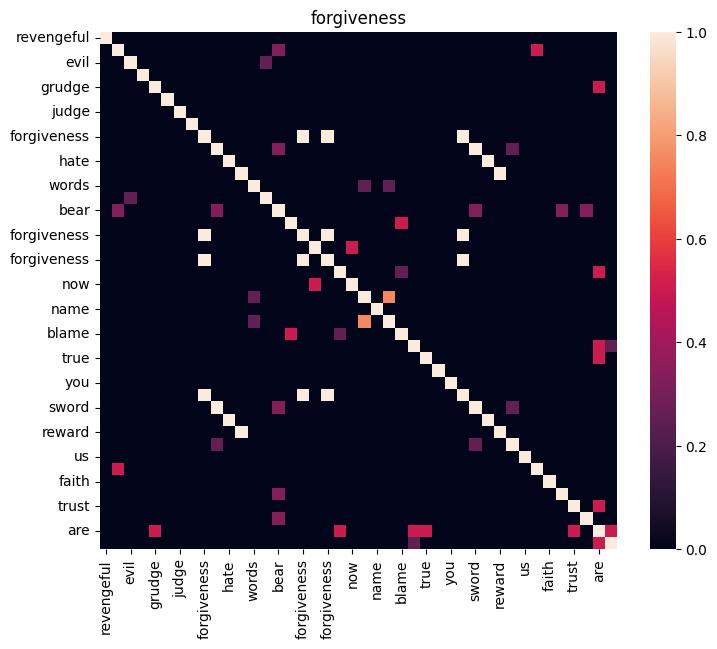 forgiveness
revengeful
evil
grudge
judge
forgiveness
hate
words
bear
forgiveness
forgiveness
now
name
blame
true
you
sword
reward
us
faith
trust
are
1.0
0.8
0.6
0.4
0.2
0.0
revengeful
evil
grudge
judge
forgiveness
hate
words
bear
forgiveness
forgiveness
now
name
blame
true
you
sword
reward
us
faith
trust
are